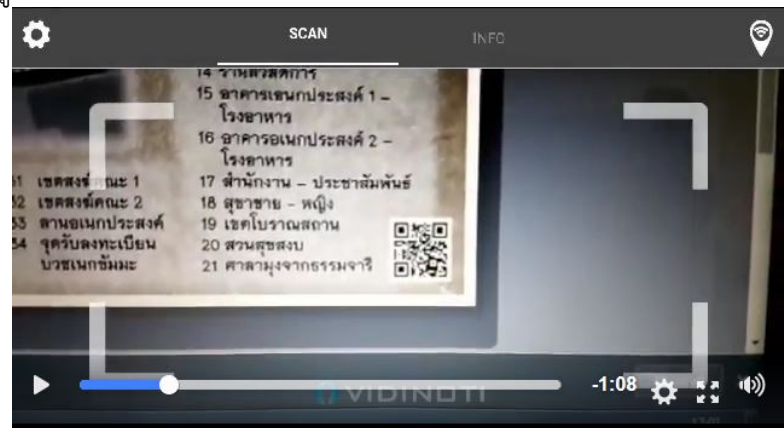 SCAN
INFO
14 ร้านสวัสดิการ
15 อาคารเอนกประสงค์ 1 –
โรงอาหาร
16 อาคารอเนกประสงค์ 2 –
โรงอาหาร
31 เขตสงฆ์คณะ 1
17 สำนักงาน – ประชาสัมพันธ์
32 เขตสงฆ์คณะ 2
18 สุขาชาย – หญิง
33 ลานอเนกประสงค์
19 เขตโบราณสถาน
34 จุดรับลงทะเบียน
20 สวนสุขสงบ
บวชเนกขัมมะ
21 ศาลามุงจากธรรมจารี
-1:08
VIDINOTI